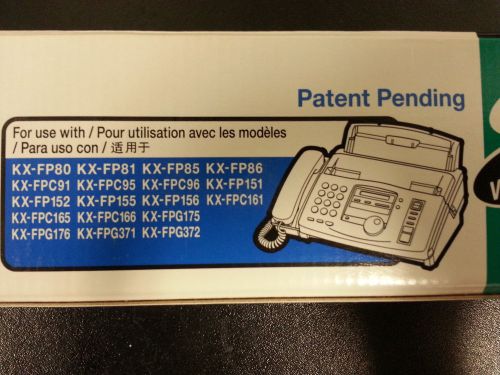 Patent Pending
For use with / Pour utilisation avec les modèles
/ Para uso con / 适用于
KX-FP80 KX-FP81 KX-FP85 KX-FP86
KX-FPC91 KX-FPC95 KX-FPC96 KX-FP151
KX-FP152 KX-FP155 KX-FP156 KX-FPC161
KX-FPC165 KX-FPC166 KX-FPG175
KX-FPG176 KX-FPG371 KX-FPG372